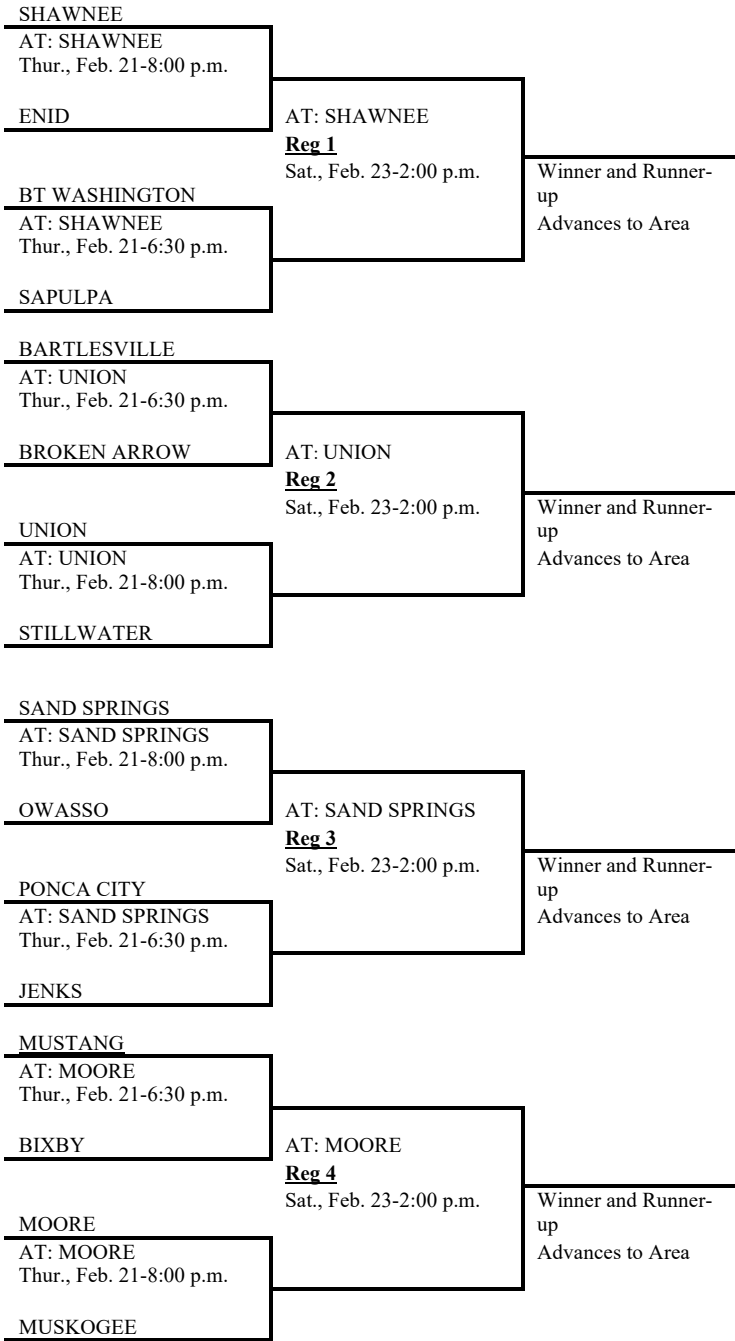 SHAWNEE
AT: SHAWNEE
Thur., Feb. 21-8:00 p.m.
ENID
AT: SHAWNEE
Reg 1
Sat., Feb. 23-2:00 p.m.
Winner and Runner-
up
Advances to Area
BT WASHINGTON
AT: SHAWNEE
Thur., Feb. 21-6:30 p.m.
SAPULPA
BARTLESVILLE
AT: UNION
Thur., Feb. 21-6:30 p.m.
BROKEN ARROW
AT: UNION
Reg 2
Sat., Feb. 23-2:00 p.m.
Winner and Runner-
up
Advances to Area
UNION
AT: UNION
Thur., Feb. 21-8:00 p.m.
STILLWATER
SAND SPRINGS
AT: SAND SPRINGS
Thur., Feb. 21-8:00 p.m.
OWASSO
AT: SAND SPRINGS
Reg 3
Sat., Feb. 23-2:00 p.m.
Winner and Runner-
up
Advances to Area
PONCA CITY
AT: SAND SPRINGS
Thur., Feb. 21-6:30 p.m.
JENKS
MUSTANG
AT: MOORE
Thur., Feb. 21-6:30 p.m.
BIXBY
AT: MOORE
Reg 4
Sat., Feb. 23-2:00 p.m.
Winner and Runner-
up
Advances to Area
MOORE
AT: MOORE
Thur., Feb. 21-8:00 p.m.
MUSKOGEE